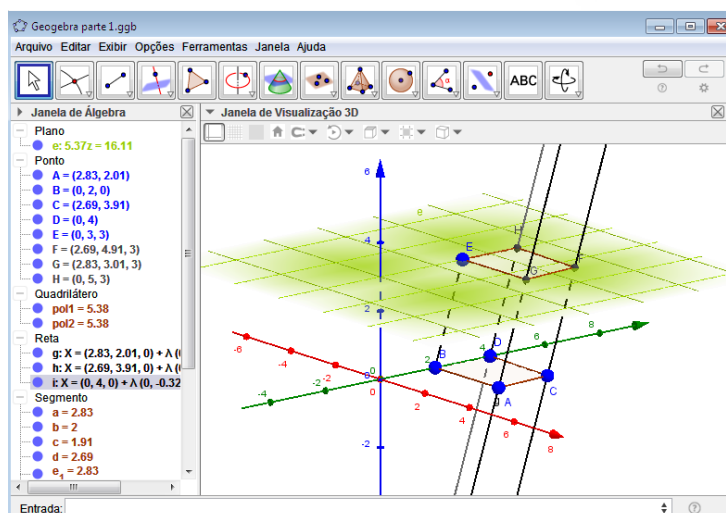 Geogebra parte 1.ggb
Arquivo Editar Exibir Opções Ferramentas Janela Ajuda
ABC
Janela de Álgebra
Plano
e: 5.37z = 16.11
Ponto
A = (2.83, 2.01)
B = (0, 2, 0)
C = (2.69, 3.91)
D = (0, 4)
E = (0, 3, 3)
F = (2.69, 4.91, 3)
G = (2.83, 3.01, 3)
H = (0, 5, 3)
Quadrilátero
pol1 = 5.38
pol2 = 5.38
Reta
g: X = (2.83, 2.01, 0) + λ (
h: X = (2.69, 3.91, 0) + λ (
i: X = (0, 4, 0) + λ (0, -0.32
Segmento
a = 2.83
b = 2
c = 1.91
d = 2.69
e₁ = 2.83
Janela de Visualização 3D
6
e
H
4
E
G
2
8
6
-6
-4
D
4
B
2
-2
0
0
0
-2
-4
g
A
C
2
4
6
8
-2
Entrada: